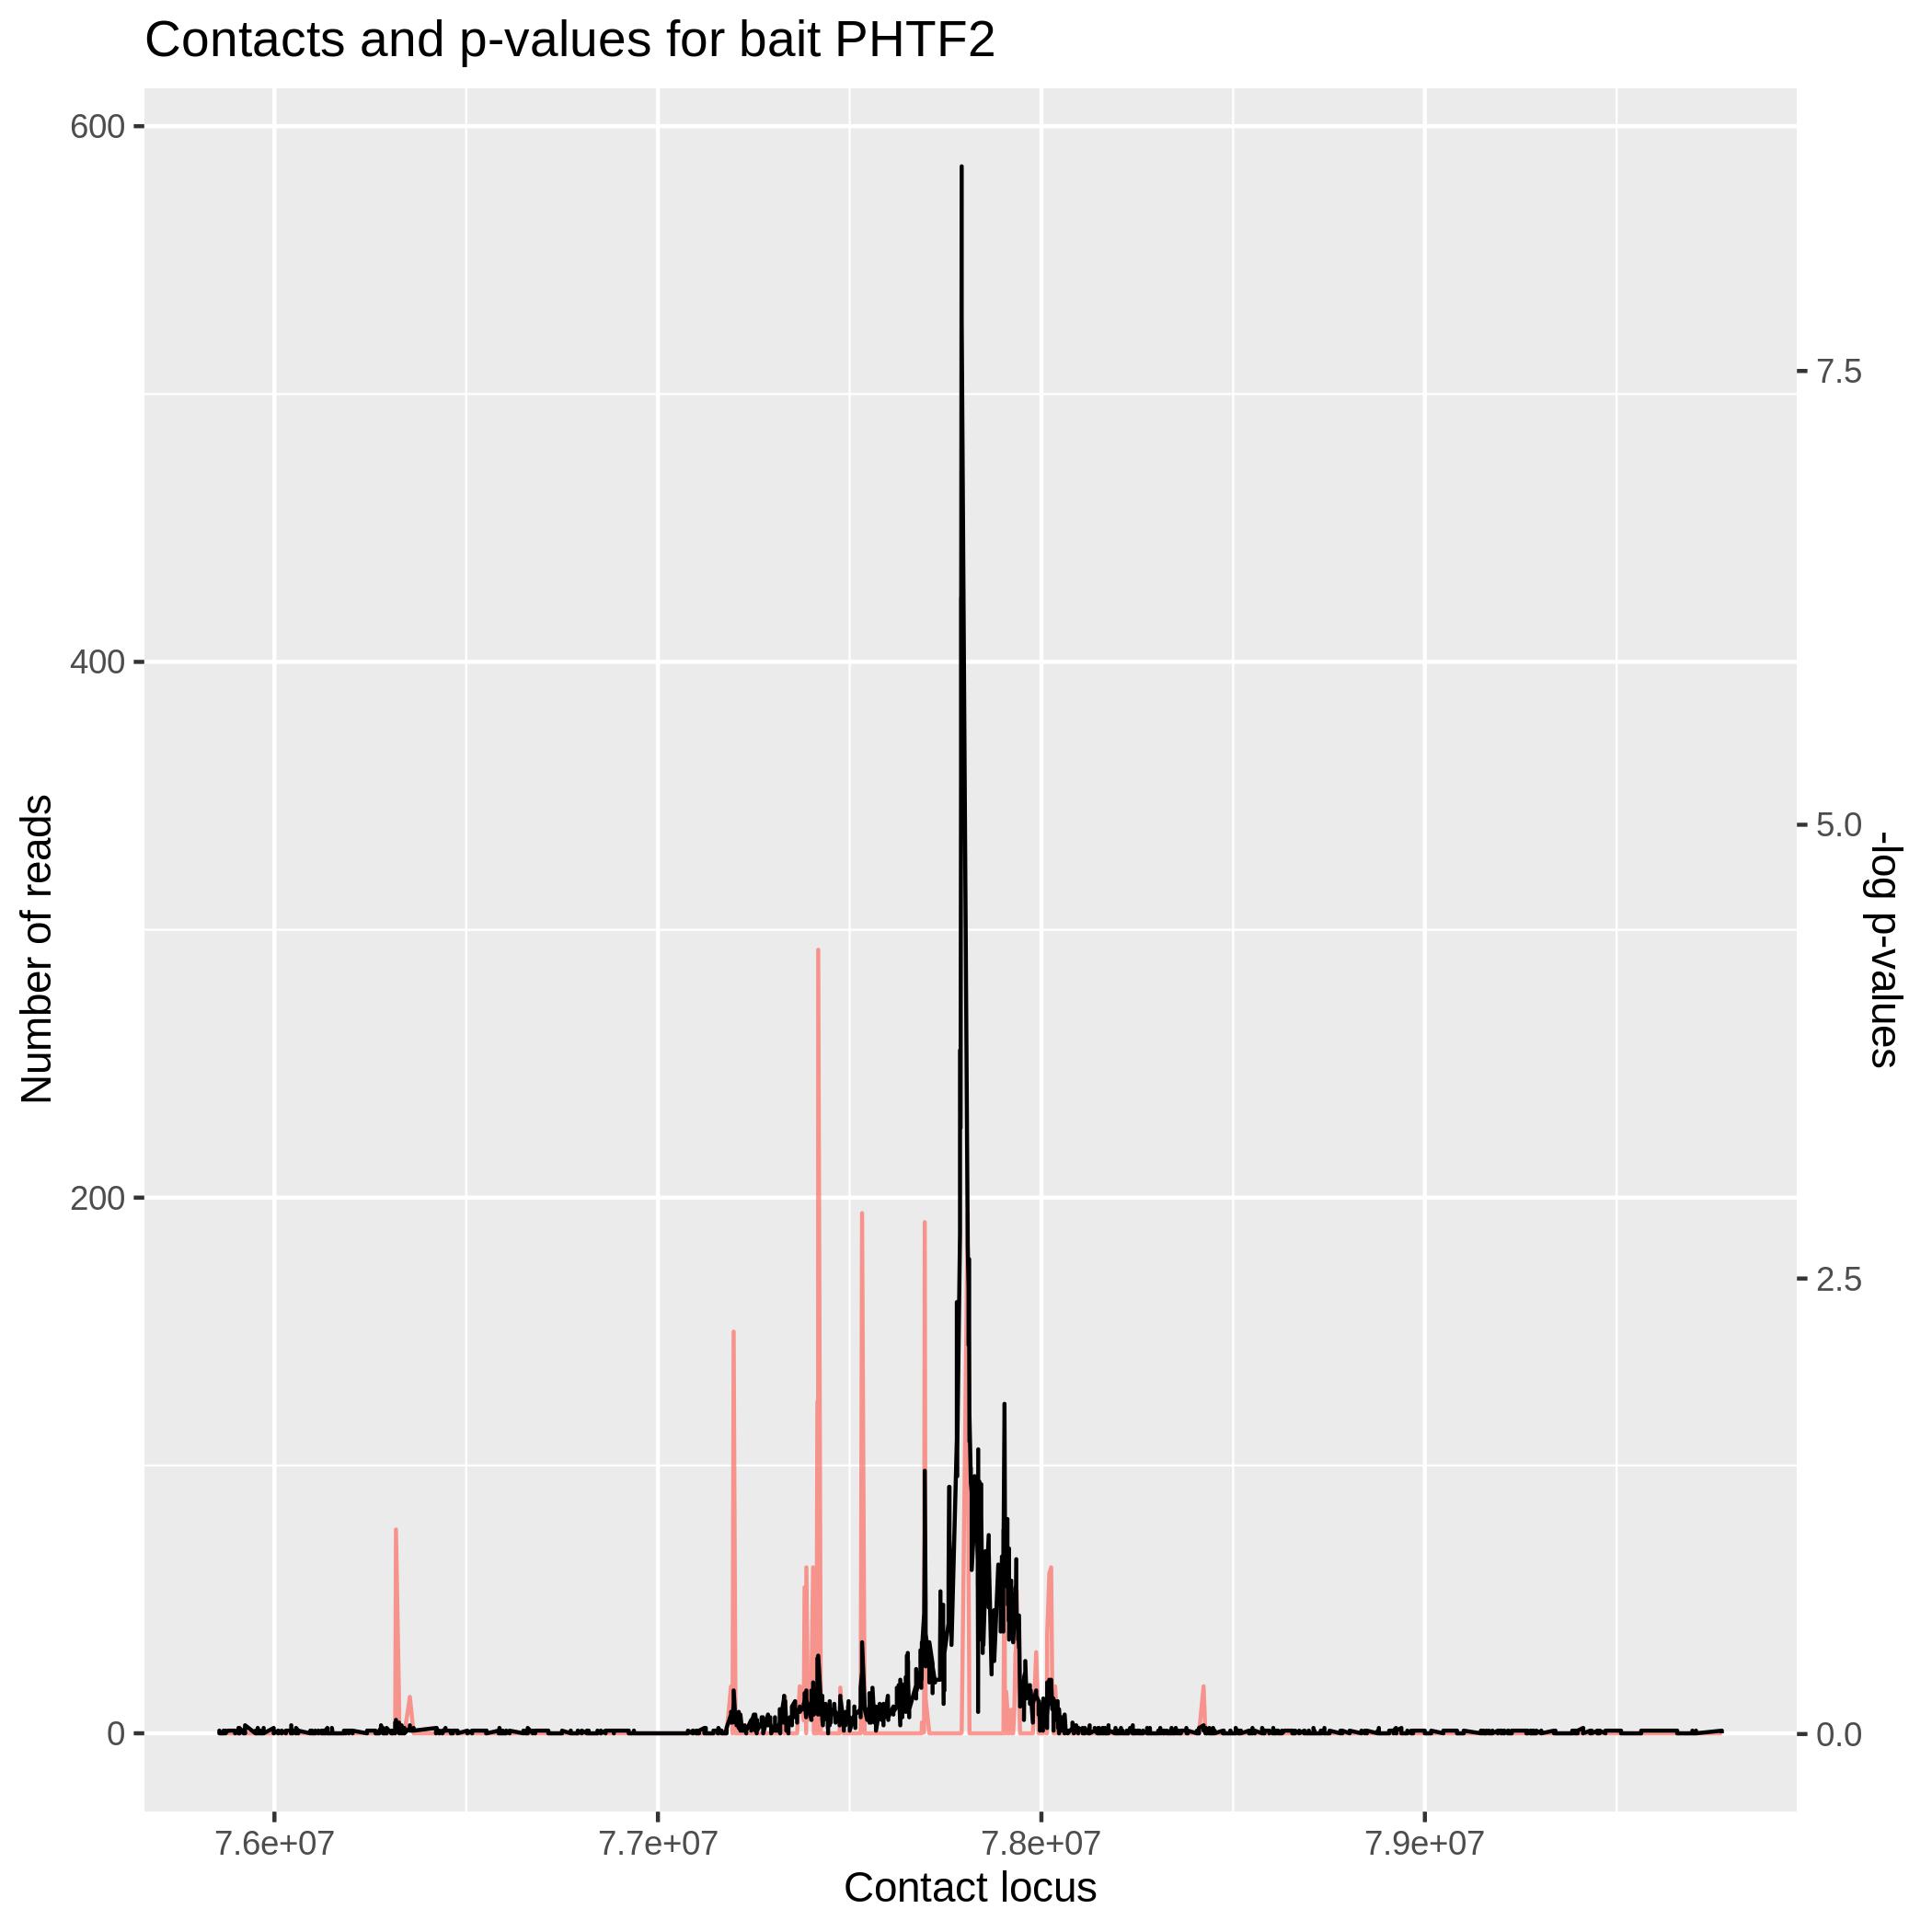 Contacts and p-values for bait PHTF2
600
400
200
0
Number of reads
7.5
5.0
2.5
0.0
-log p-values
7.6e+07
7.7e+07
7.8e+07
7.9e+07
Contact locus